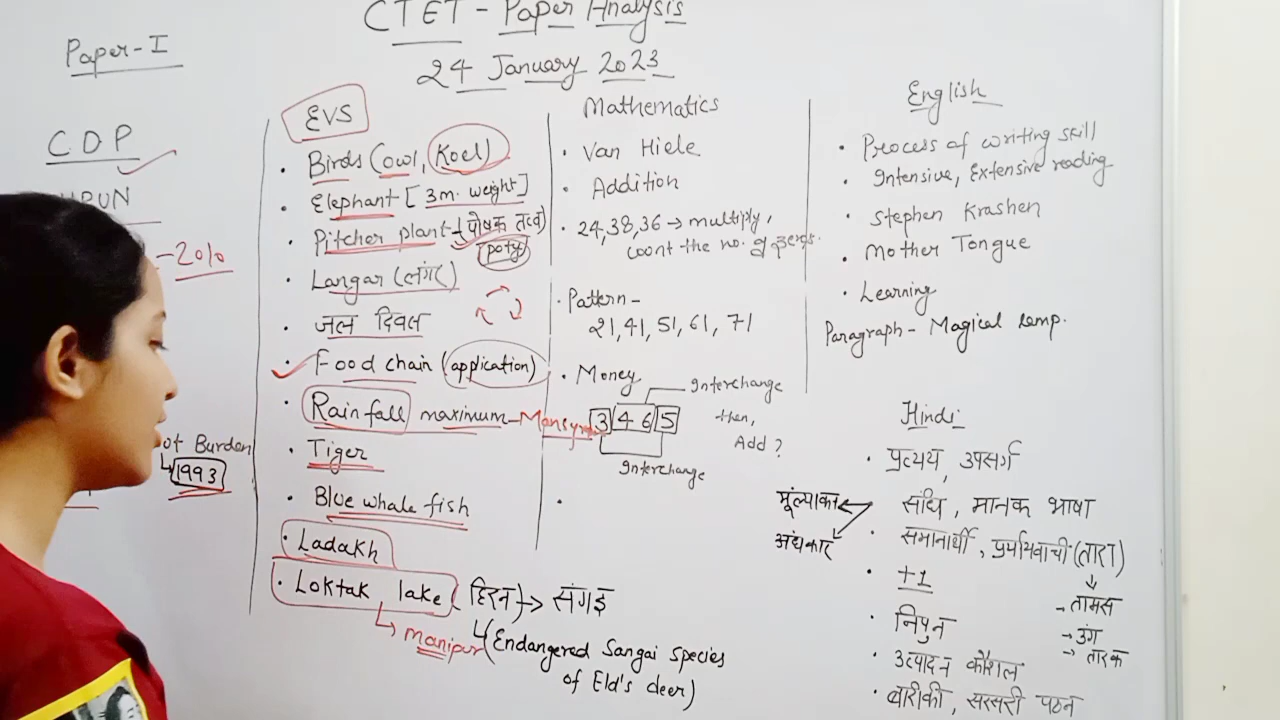 CTET - Paper Analysis
24 January 2023
Paper-I
CDP
-20%
ot Burden
1993
EVS
Birds (owl, Koel)
Elephant [3m. weight]
Pitcher plant - (पोषक तत्व)
poty
Langar (लंगर)
जल दिवस
Food chain (application)
Rainfall maximum -
Tiger
Blue whale fish
Ladakh
Loktak lake (हिरन) → संगइ
manipur (Endangered Sangai species
of Eld's deer)
Mathematics
Van Hiele
Addition
24,38,36 → multiply,
count the no. of zeros.
Pattern -
21, 41, 51, 61, 71
Money
Interchange
3 4 6 5
then,
Add?
Interchange
English
Process of writing skill
Intensive, Extensive reading
Stephen Krashen
Mother Tongue
Learning
Paragraph - Magical lamp.
Hindi
प्रत्यय, उपसर्ग
संधि, मानक भाषा
मूल्याकन
अंधकार
समानार्थी, पर्यायवाची (तारा)
+1
- तामस
निपुन
→ उंग
→ तारक
उत्पादन कौशल
बारीकी, सरसरी पठन